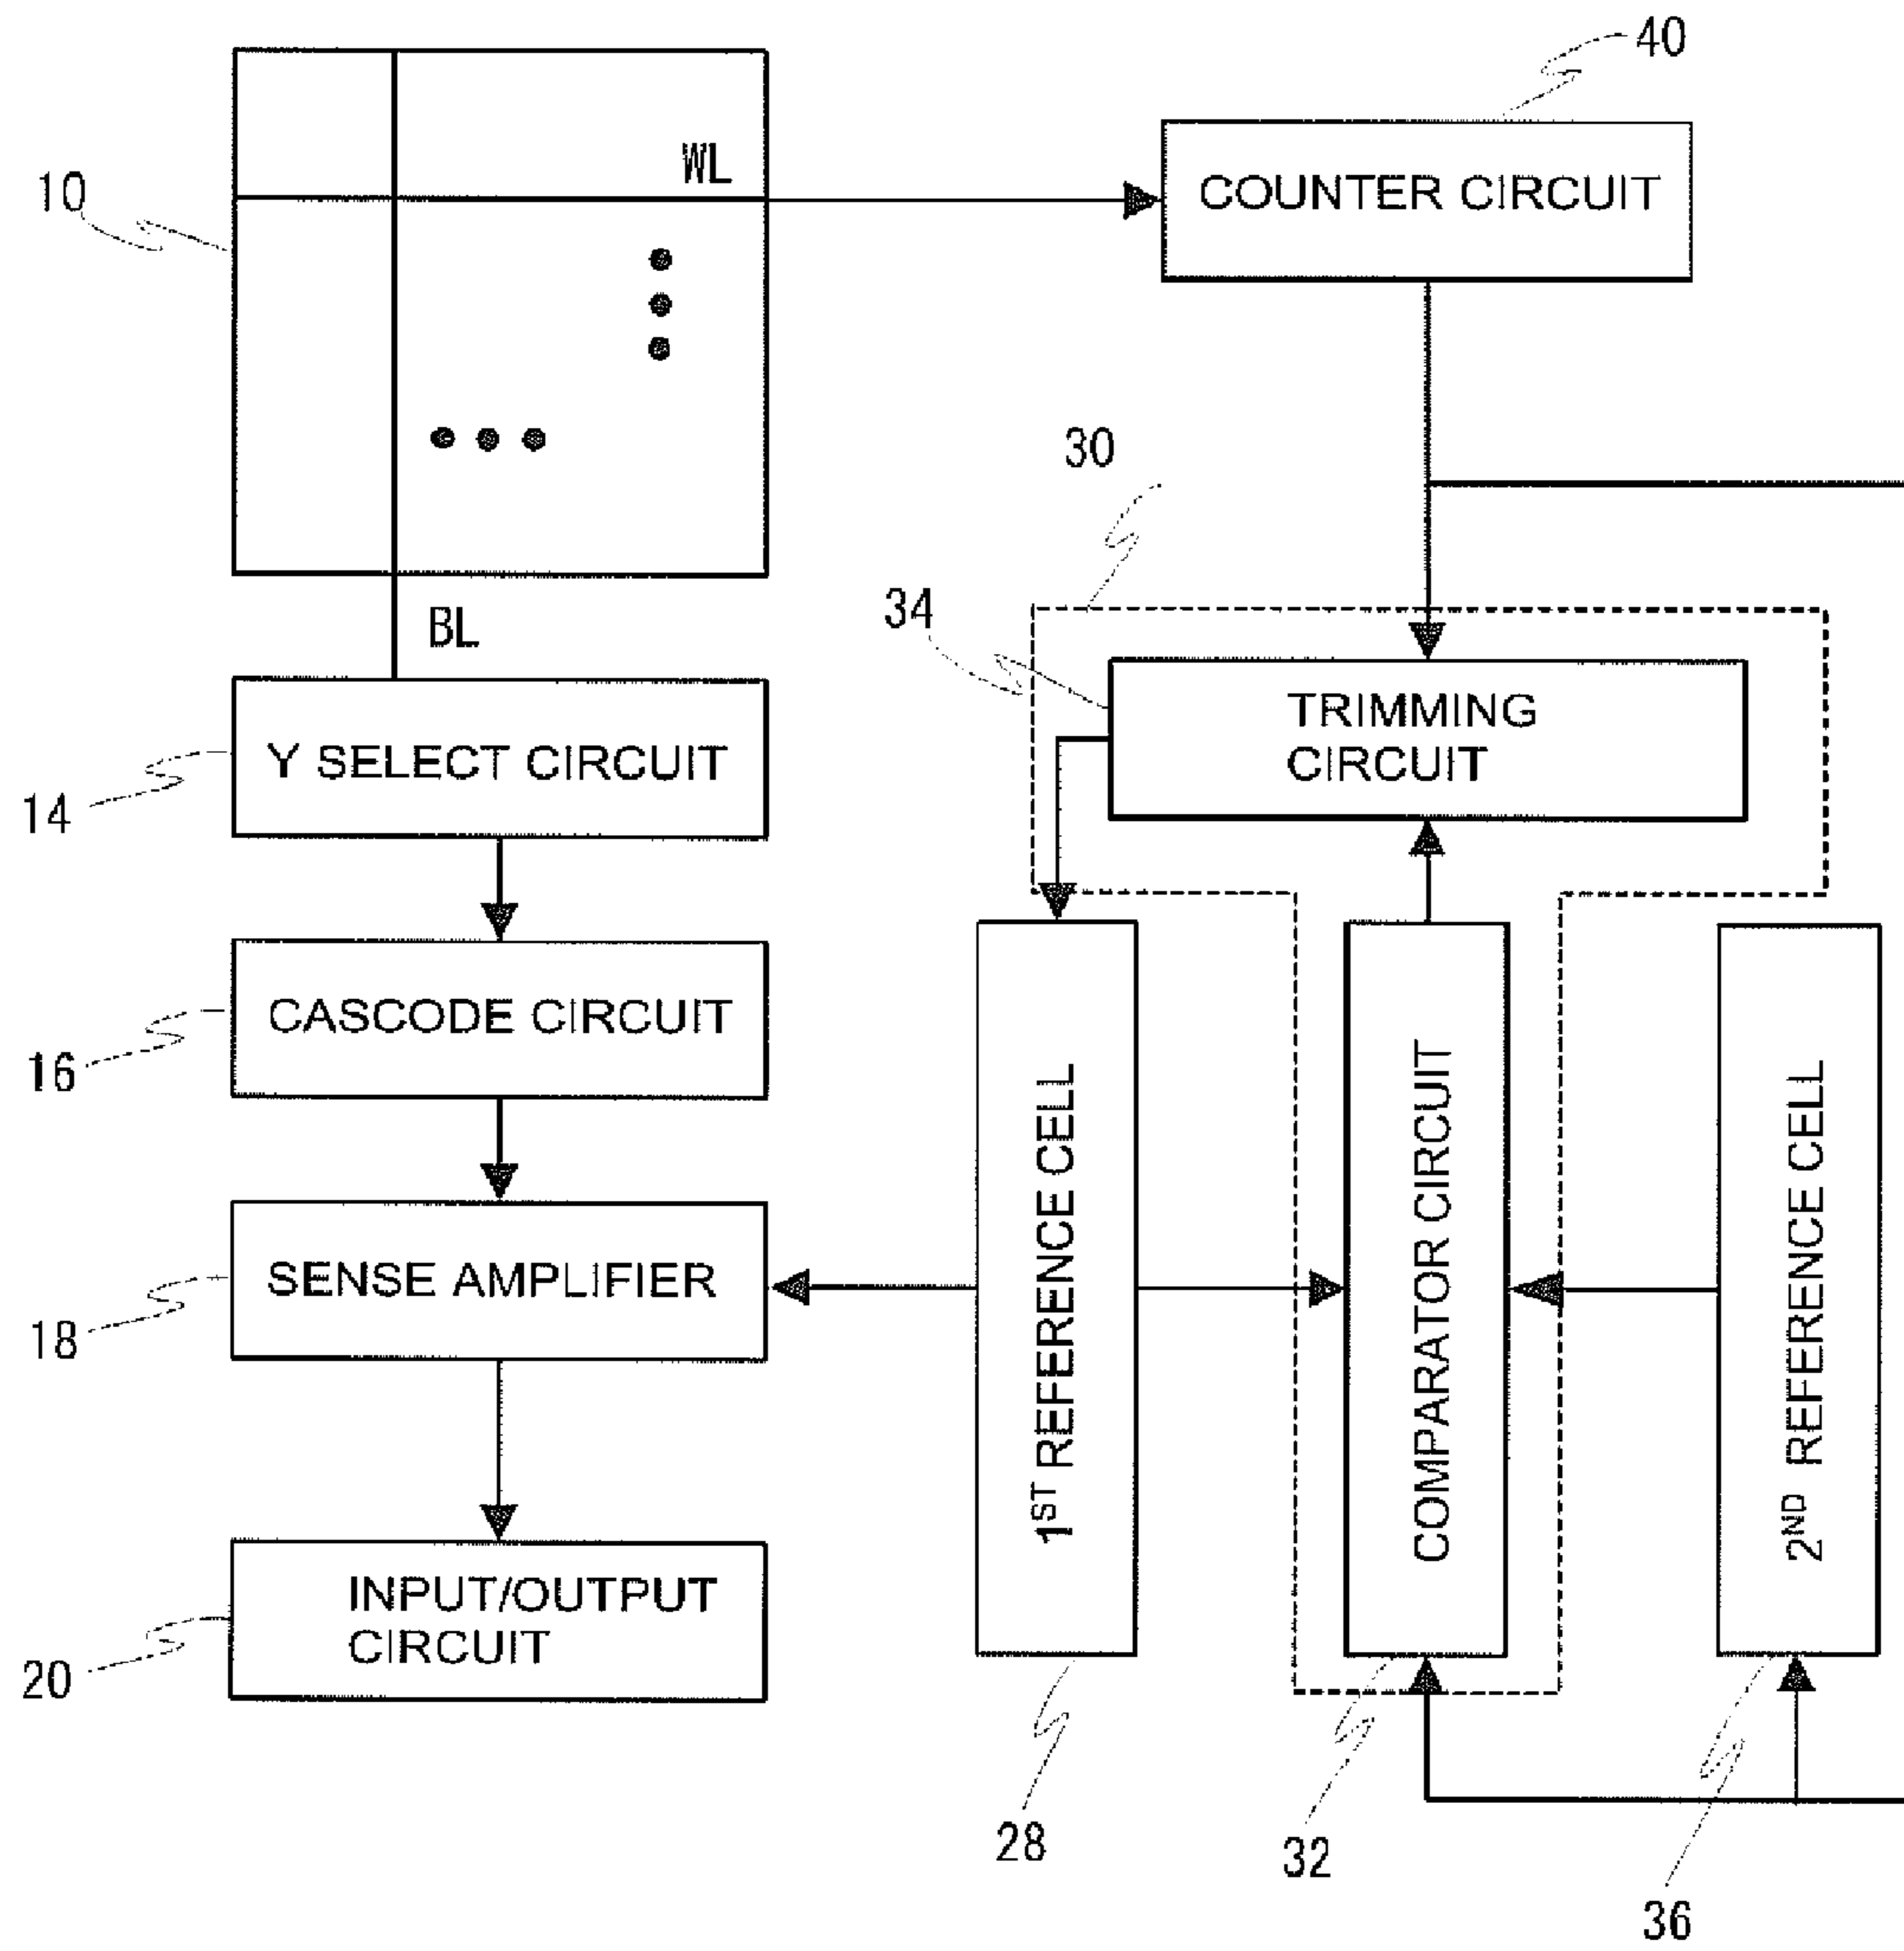 40
WL
COUNTER CIRCUIT
10
30
34
BL
TRIMMING
CIRCUIT
Y SELECT CIRCUIT
14
CASCODE CIRCUIT
16
SENSE AMPLIFIER
18
1ST REFERENCE CELL
COMPARATOR CIRCUIT
2ND REFERENCE CELL
INPUT/OUTPUT
CIRCUIT
20
28
32
36